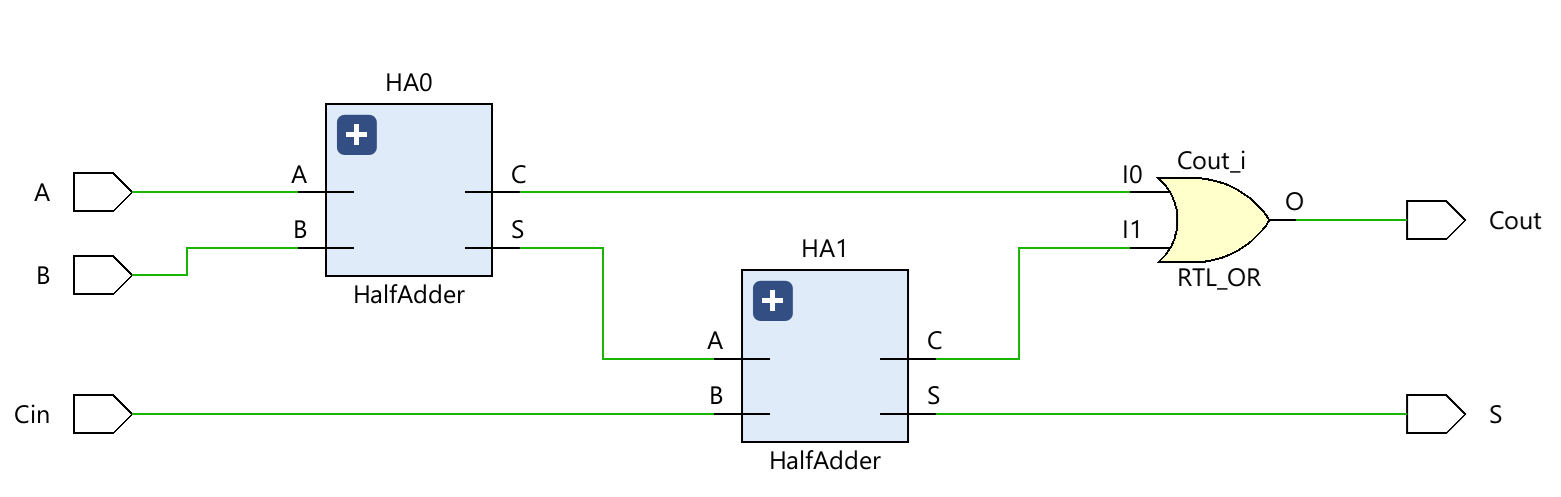 HA0
A
A
C
B
B
S
HalfAdder
HA1
A
C
Cin
B
S
HalfAdder
Cout_i
I0
I1
O
RTL_OR
Cout
S